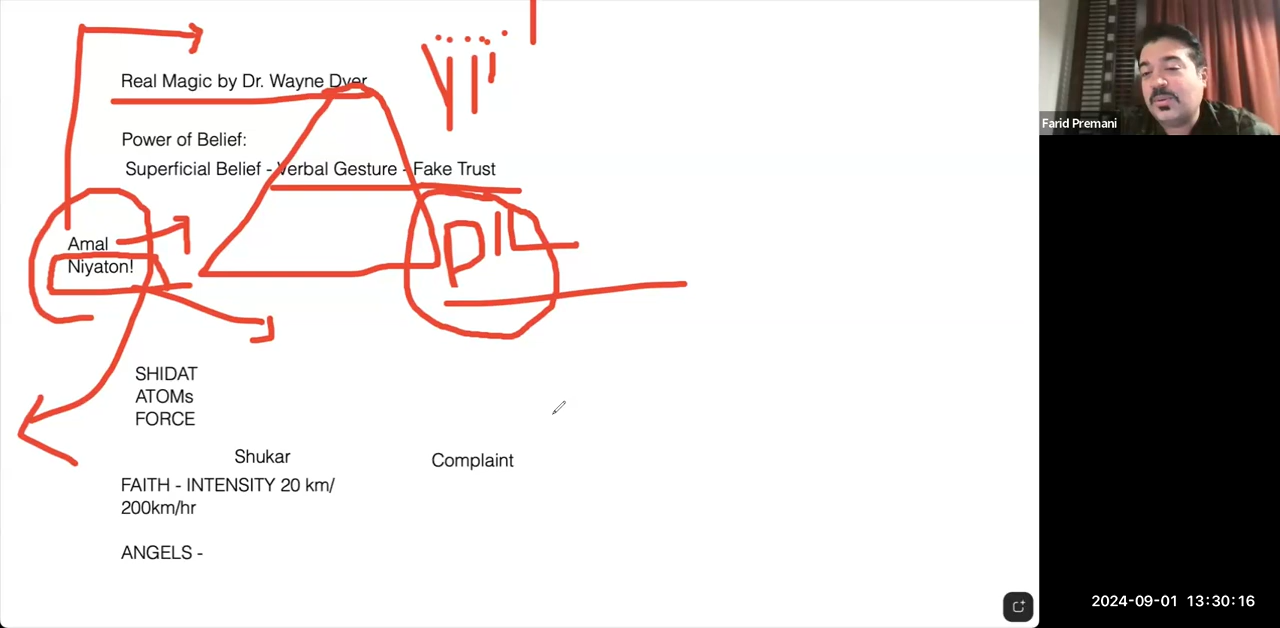 Real Magic by Dr. Wayne Dyer
Power of Belief:
Superficial Belief - Verbal Gesture - Fake Trust
Amal
Niyaton!
DIL
SHIDAT
ATOMs
FORCE
Shukar
Complaint
FAITH - INTENSITY 20 km/
200km/hr
ANGELS -
Farid Premani
2024-09-01 13:30:16